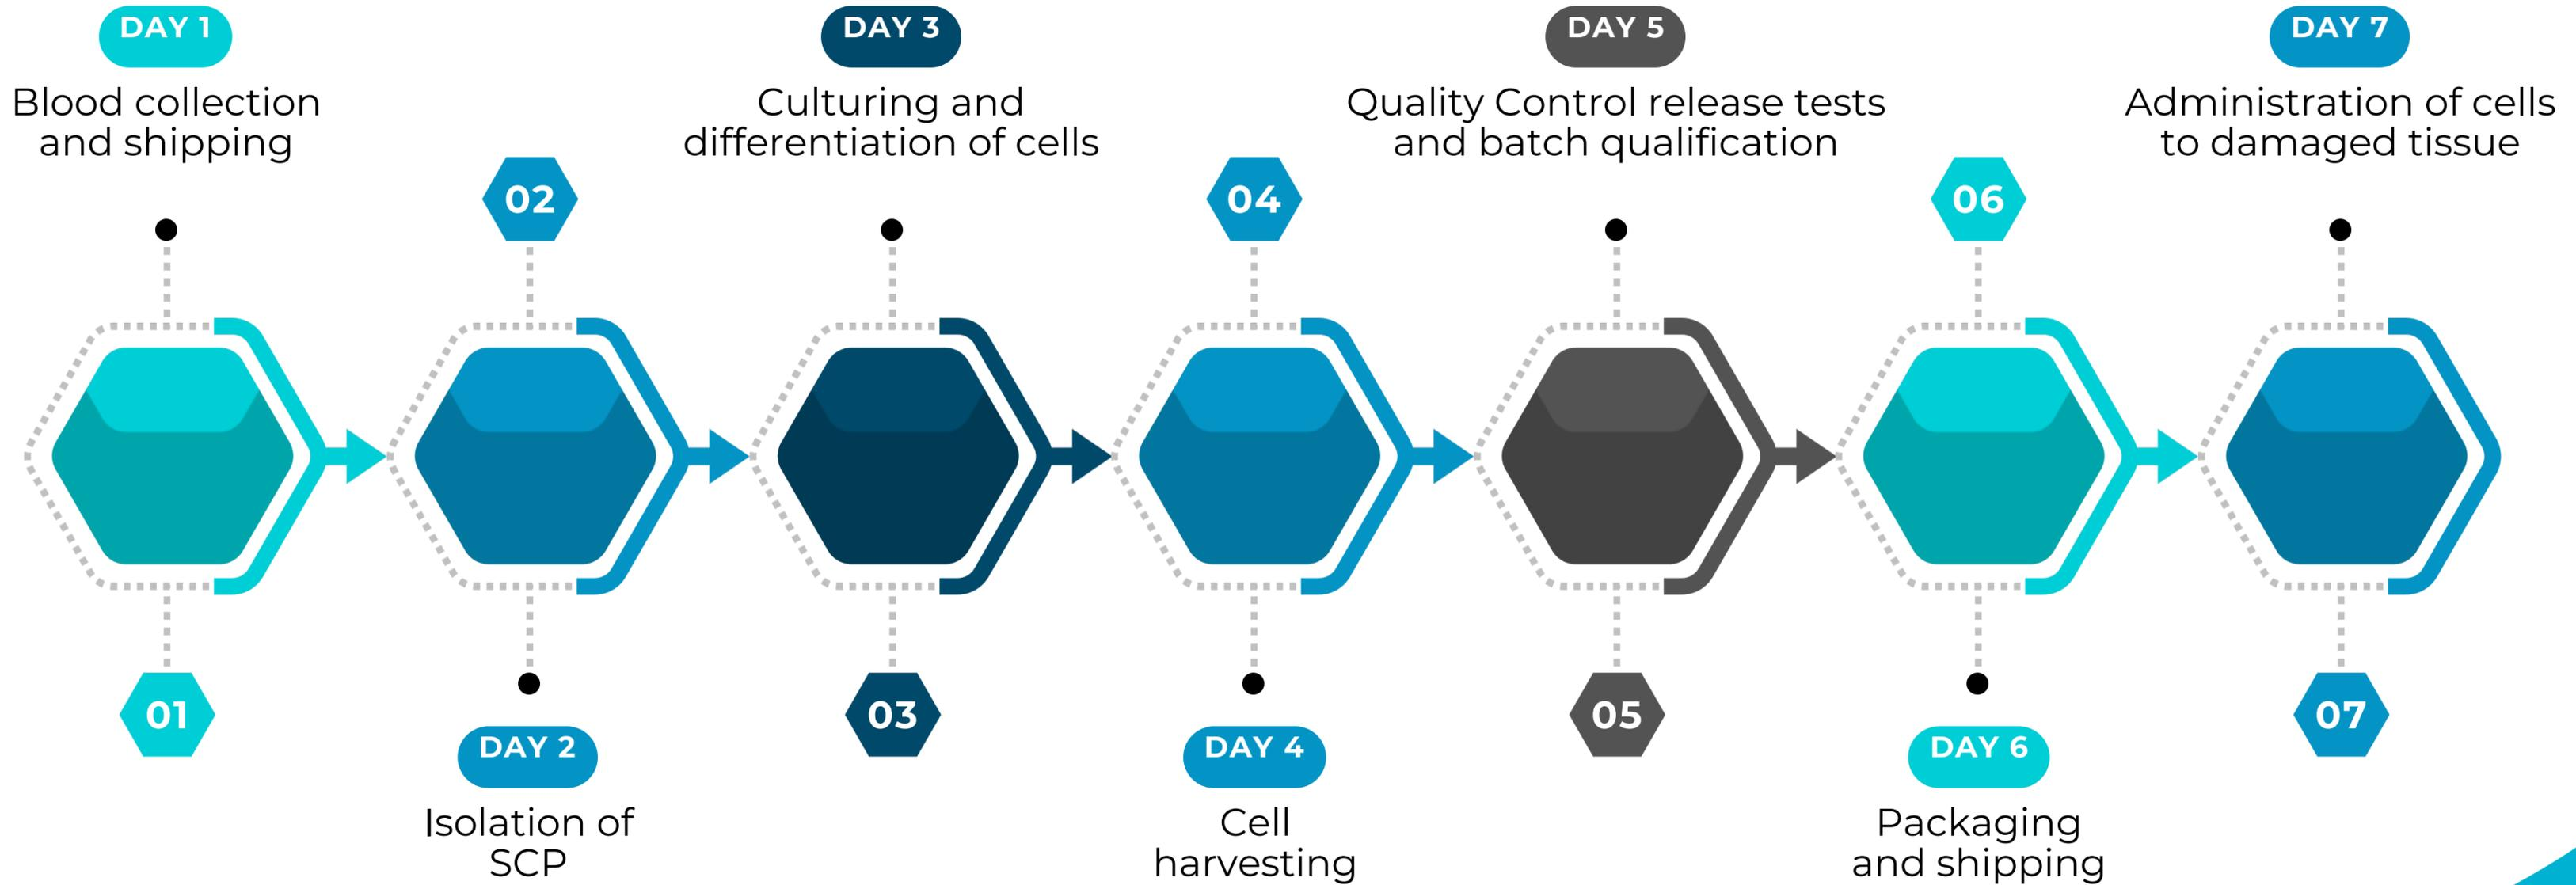 DAY 1
Blood collection
and shipping
01
02
DAY 2
Isolation of
SCP
DAY 3
Culturing and
differentiation of cells
03
04
DAY 4
Cell
harvesting
DAY 5
Quality Control release tests
and batch qualification
05
06
DAY 6
Packaging
and shipping
DAY 7
Administration of cells
to damaged tissue
07